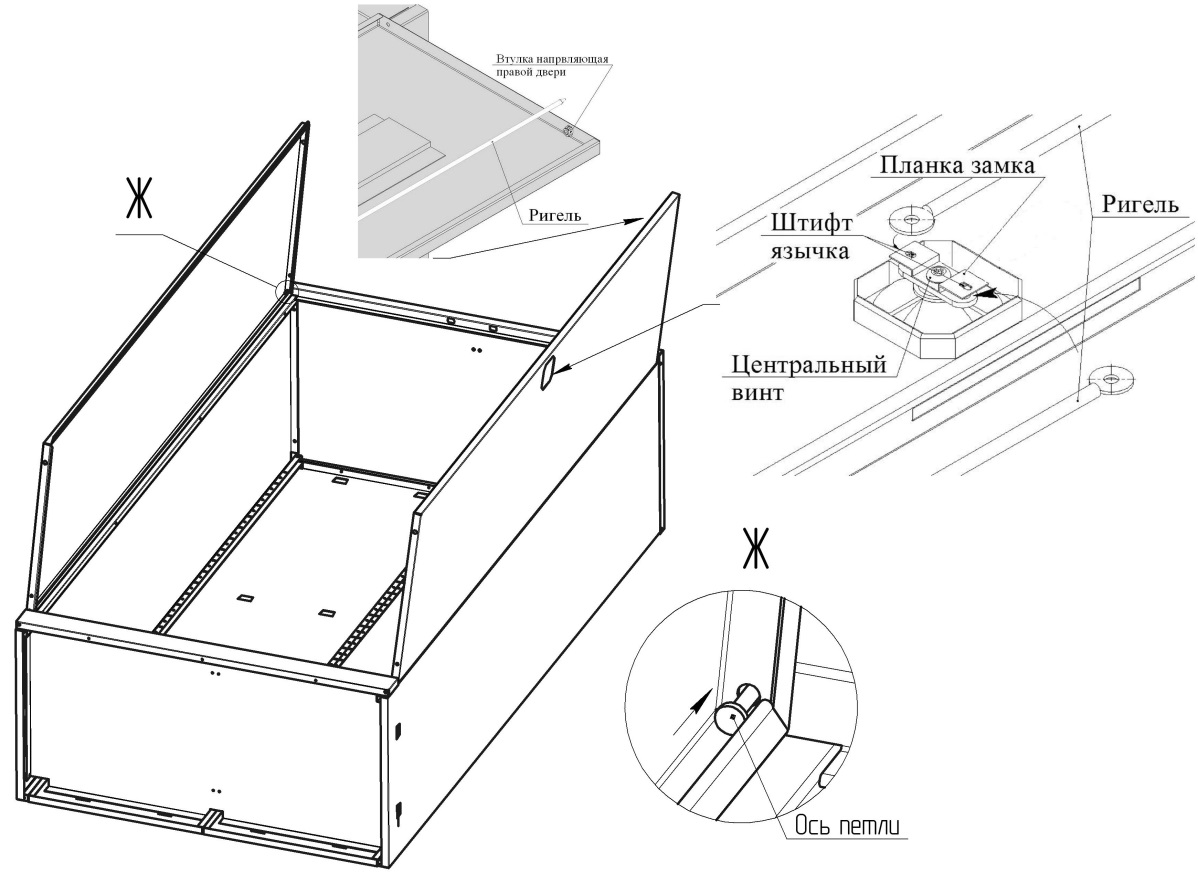 Втулка напрвляющая
правой двери
Ригель
Ж
Планка замка
Штифт
язычка
Ригель
Центральный
винт
Ж
Ось петли